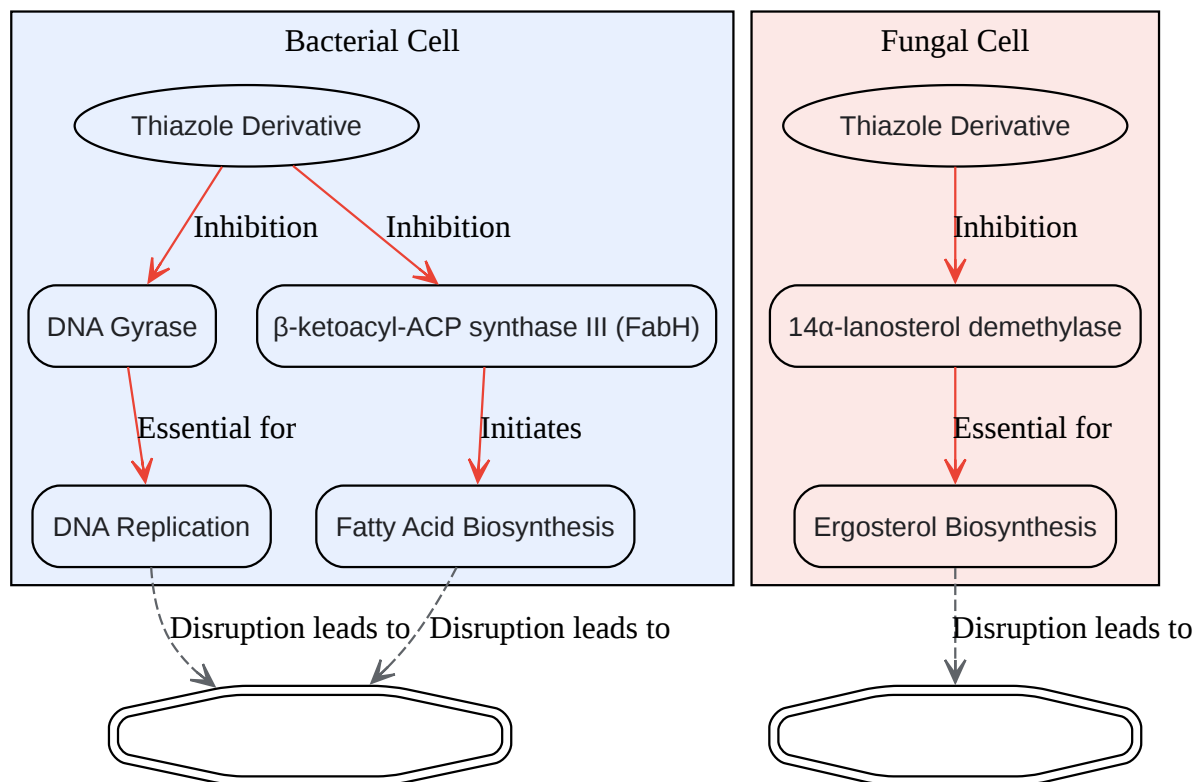 Bacterial Cell
Fungal Cell
Thiazole Derivative
Thiazole Derivative
Inhibition
Inhibition
Inhibition
DNA Gyrase
β-ketoacyl-ACP synthase III (FabH)
14α-lanosterol demethylase
Essential for
Initiates
Essential for
DNA Replication
Fatty Acid Biosynthesis
Ergosterol Biosynthesis
Disruption leads to
Disruption leads to
Disruption leads to